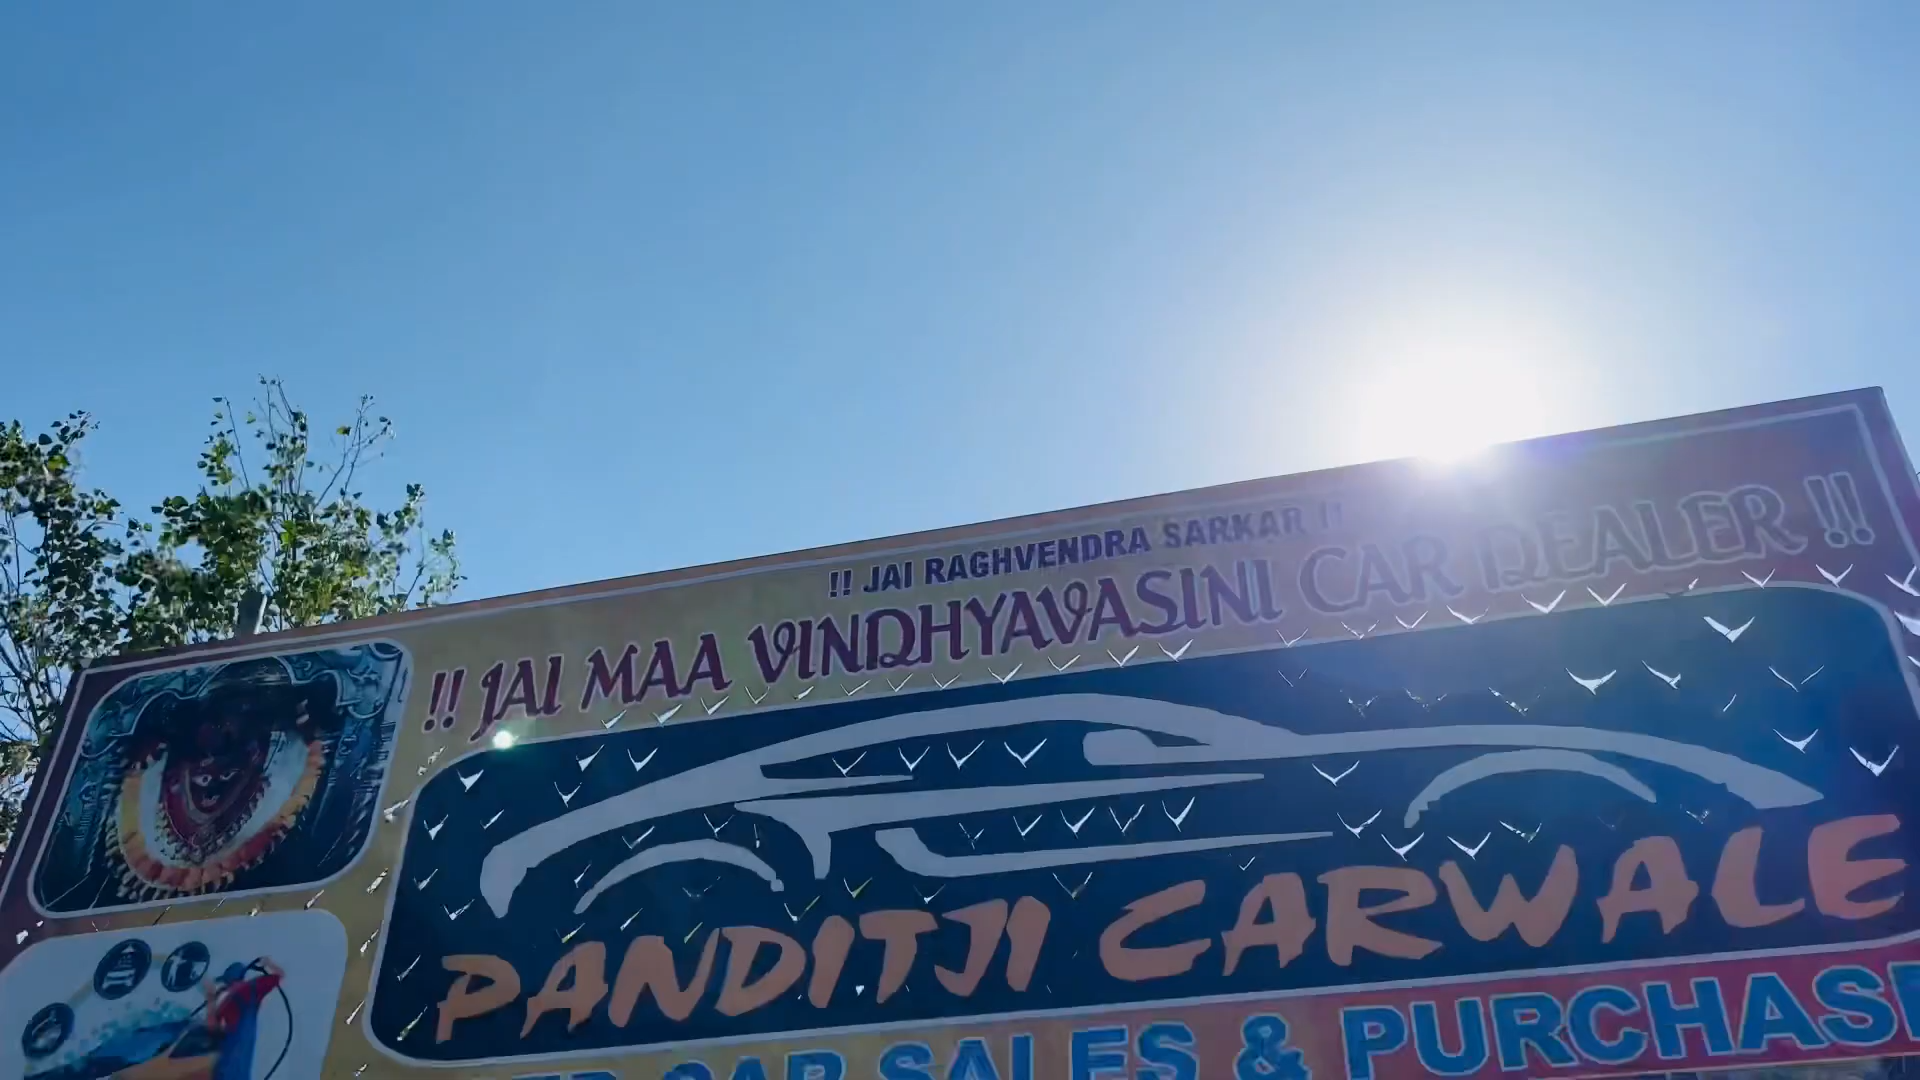 !! JAI RAGHVENDRA SARKAR !!
!! JAI MAA VINDHYAVASINI CAR DEALER !!
PANDITJI CARWALE
CAR SALES & PURCHASE